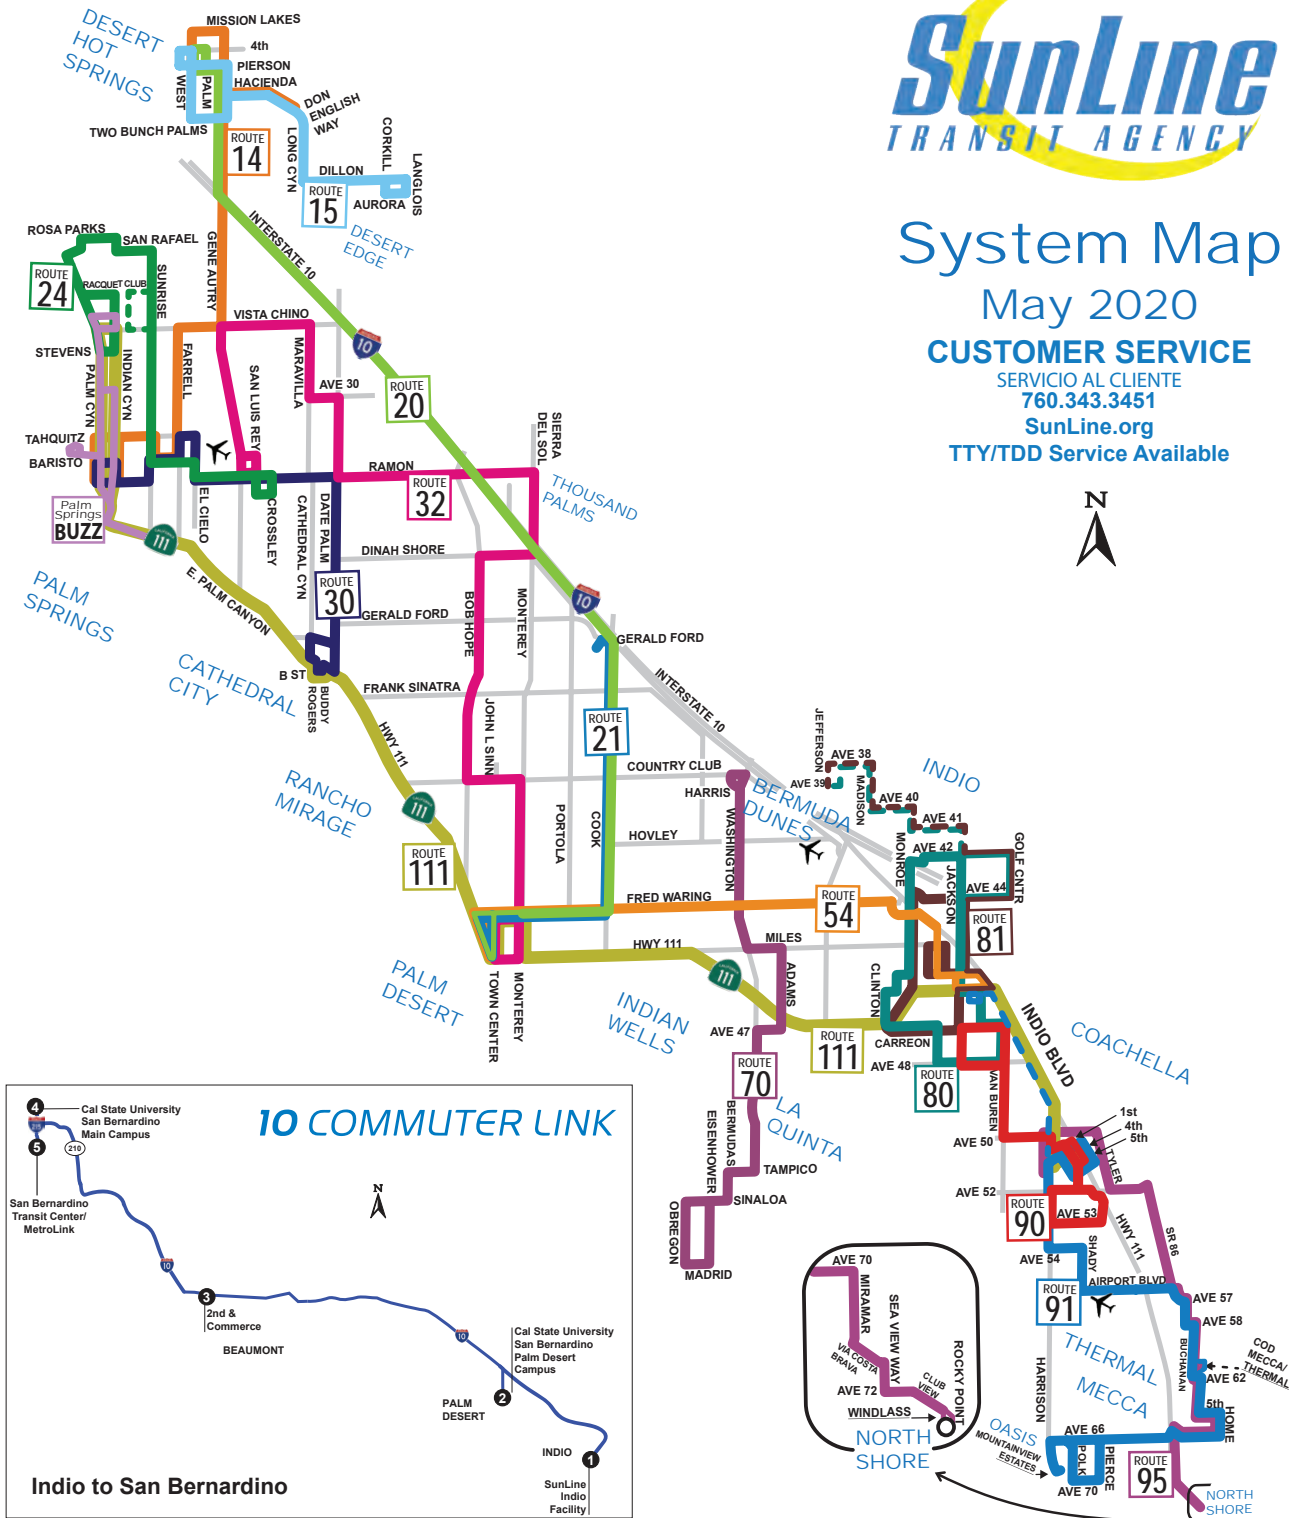 SunLine
TRANSIT AGENCY
System Map
May 2020
CUSTOMER SERVICE
SERVICIO AL CLIENTE
760.343.3451
SunLine.org
TTY/TDD Service Available
N
DESERT
HOT
SPRINGS
MISSION LAKES
4th
PIERSON
HACIENDA
WEST
PALM
DON
ENGLISH
WAY
TWO BUNCH PALMS
ROUTE
14
LONG CYN
CORKILL
LANGLOIS
DILLON
ROUTE
15
AURORA
DESERT
EDGE
INTERSTATE 10
ROSA PARKS
SAN RAFAEL
GENE AUTRY
ROUTE
24
RACQUET CLUB
SUNRISE
VISTA CHINO
STEVENS
PALM CYN
INDIAN CYN
FARRELL
SAN LUIS REY
MARAVILLA
AVE 30
10
ROUTE
20
TAHQUITZ
BARISTO
SIERRA
DEL SOL
RAMON
ROUTE
32
THOUSAND
PALMS
Palm
Springs
BUZZ
111
EL CIELO
CROSSLEY
CATHEDRAL CYN
DATE PALM
DINAH SHORE
PALM
SPRINGS
E. PALM CANYON
ROUTE
30
GERALD FORD
BOB HOPE
MONTEREY
10
GERALD FORD
CATHEDRAL
CITY
B ST
BUDDY
ROGERS
FRANK SINATRA
INTERSTATE 10
HWY 111
JOHN L SINN
ROUTE
21
RANCHO
MIRAGE
COUNTRY CLUB
HARRIS
BERMUDA
DUNES
JEFFERSON
AVE 38
AVE 39
MADISON
INDIO
AVE 40
AVE 41
111
PORTOLA
COOK
HOVLEY
WASHINGTON
MONROE
AVE 42
JACKSON
GOLF CNTR
AVE 44
ROUTE
111
FRED WARING
ROUTE
54
ROUTE
81
HWY 111
MILES
PALM
DESERT
TOWN CENTER
MONTEREY
111
ADAMS
CLINTON
INDIAN
WELLS
AVE 47
ROUTE
111
CARREON
INDIO BLVD
COACHELLA
AVE 48
ROUTE
70
ROUTE
80
VAN BUREN
EISENHOWER
BERMUDAS
LA
QUINTA
1st
4th
5th
AVE 50
TAMPICO
TYLER
AVE 52
SINALOA
OBREGON
ROUTE
90
AVE 53
HWY 111
SR 86
MADRID
AVE 54
SHADY
AIRPORT BLVD
ROUTE
91
AVE 57
AVE 58
THERMAL
MECCA
BUCHANAN
COD
MECCA/
THERMAL
AVE 62
HARRISON
5th
HOME
OASIS
MOUNTAINVIEW
ESTATES
AVE 66
POLK
PIERCE
AVE 70
ROUTE
95
NORTH
SHORE
AVE 70
MIRAMAR
SEA VIEW WAY
VIA COSTA
BRAVA
ROCKY POINT
AVE 72
CLUB
VIEW
WINDLASS
NORTH
SHORE
10 COMMUTER LINK
4
Cal State University
San Bernardino
Main Campus
215
5
210
San Bernardino
Transit Center/
MetroLink
N
10
3
2nd &
Commerce
BEAUMONT
10
Cal State University
San Bernardino
Palm Desert
Campus
2
PALM
DESERT
INDIO
1
SunLine
Indio
Facility
Indio to San Bernardino